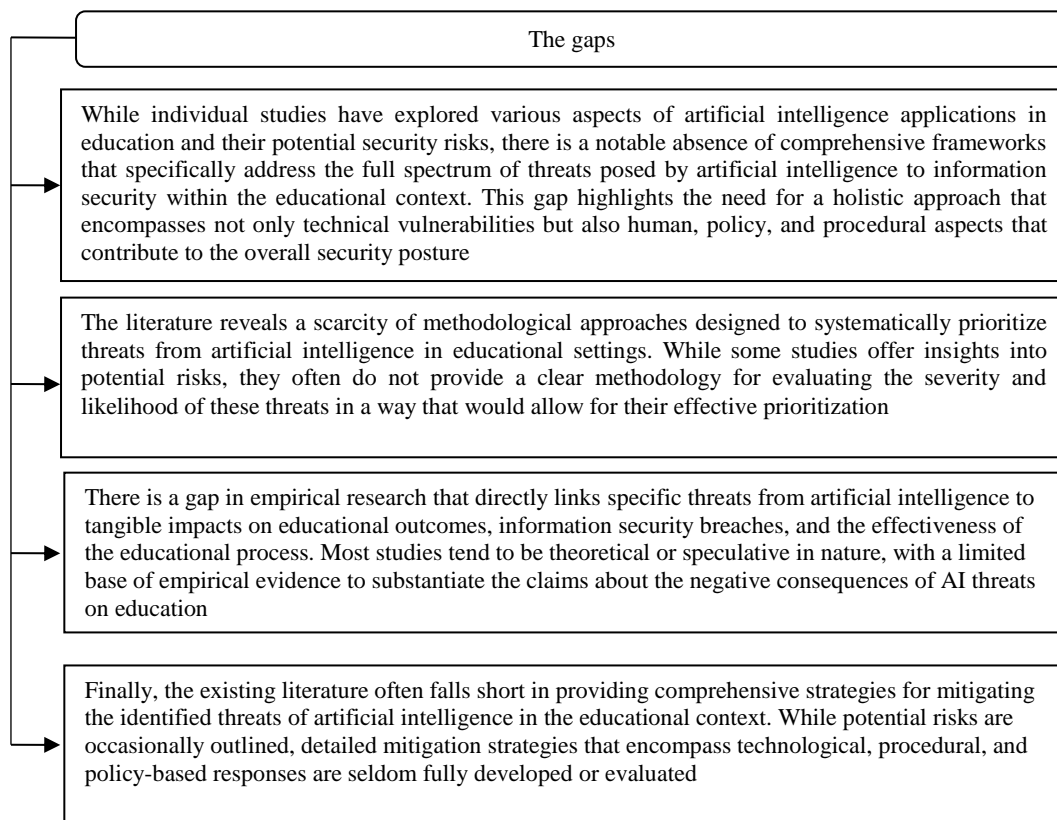 The gaps
While individual studies have explored various aspects of artificial intelligence applications in
education and their potential security risks, there is a notable absence of comprehensive frameworks
that specifically address the full spectrum of threats posed by artificial intelligence to information
security within the educational context. This gap highlights the need for a holistic approach that
encompasses not only technical vulnerabilities but also human, policy, and procedural aspects that
contribute to the overall security posture
The literature reveals a scarcity of methodological approaches designed to systematically prioritize
threats from artificial intelligence in educational settings. While some studies offer insights into
potential risks, they often do not provide a clear methodology for evaluating the severity and
likelihood of these threats in a way that would allow for their effective prioritization
There is a gap in empirical research that directly links specific threats from artificial intelligence to
tangible impacts on educational outcomes, information security breaches, and the effectiveness of
the educational process. Most studies tend to be theoretical or speculative in nature, with a limited
base of empirical evidence to substantiate the claims about the negative consequences of AI threats
on education
Finally, the existing literature often falls short in providing comprehensive strategies for mitigating
the identified threats of artificial intelligence in the educational context. While potential risks are
occasionally outlined, detailed mitigation strategies that encompass technological, procedural, and
policy-based responses are seldom fully developed or evaluated